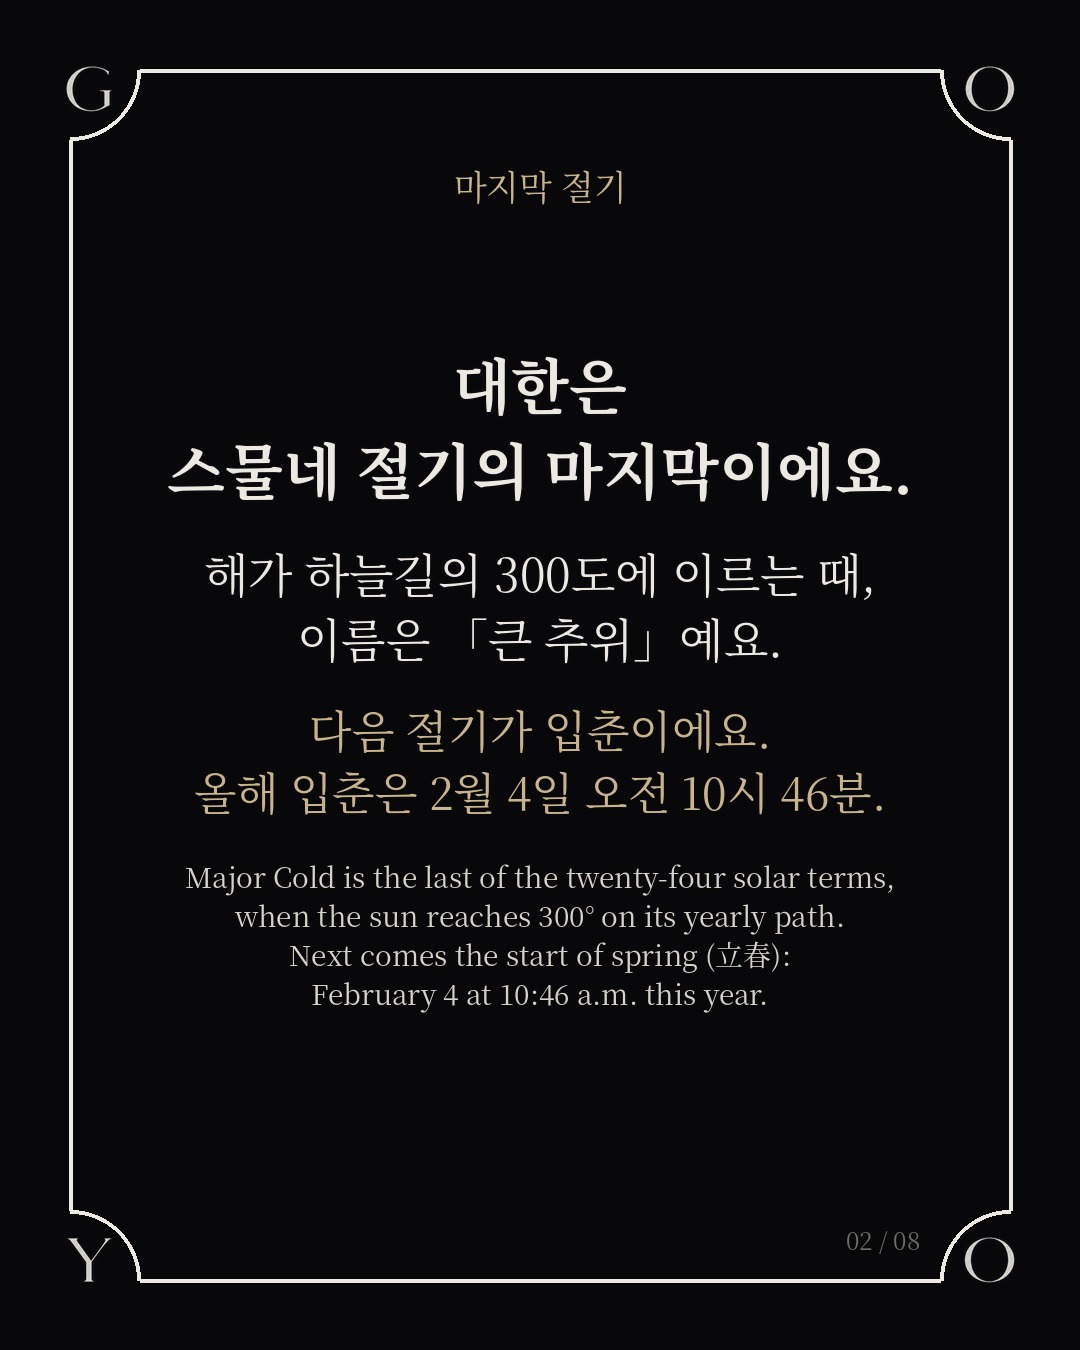 G O
마지막 절기
대한은
스물네 절기의 마지막이에요.
해가 하늘길의 300도에 이르는 때,
이름은 「큰 추위」예요.
다음 절기가 입춘이에요.
올해 입춘은 2월 4일 오전 10시 46분.
Major Cold is the last of the twenty-four solar terms,
when the sun reaches 300° on its yearly path.
Next comes the start of spring (立春):
February 4 at 10:46 a.m. this year.
02 / 08
Y O